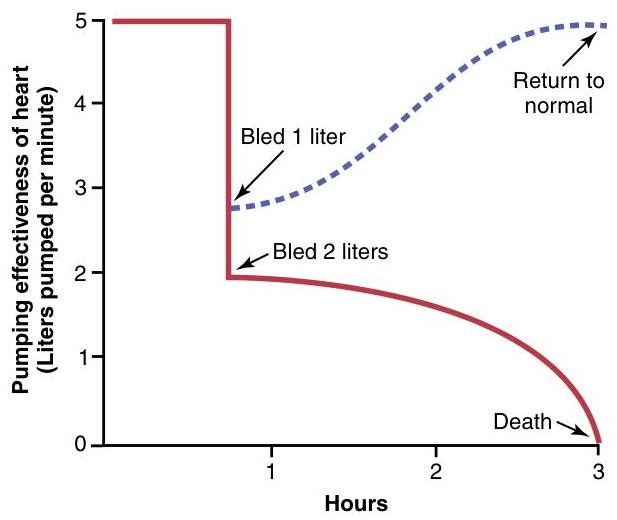 Pumping effectiveness of heart
(Liters pumped per minute)
5
4
3
2
1
0
Bled 1 liter
Return to
normal
Bled 2 liters
Death
1
2
3
Hours